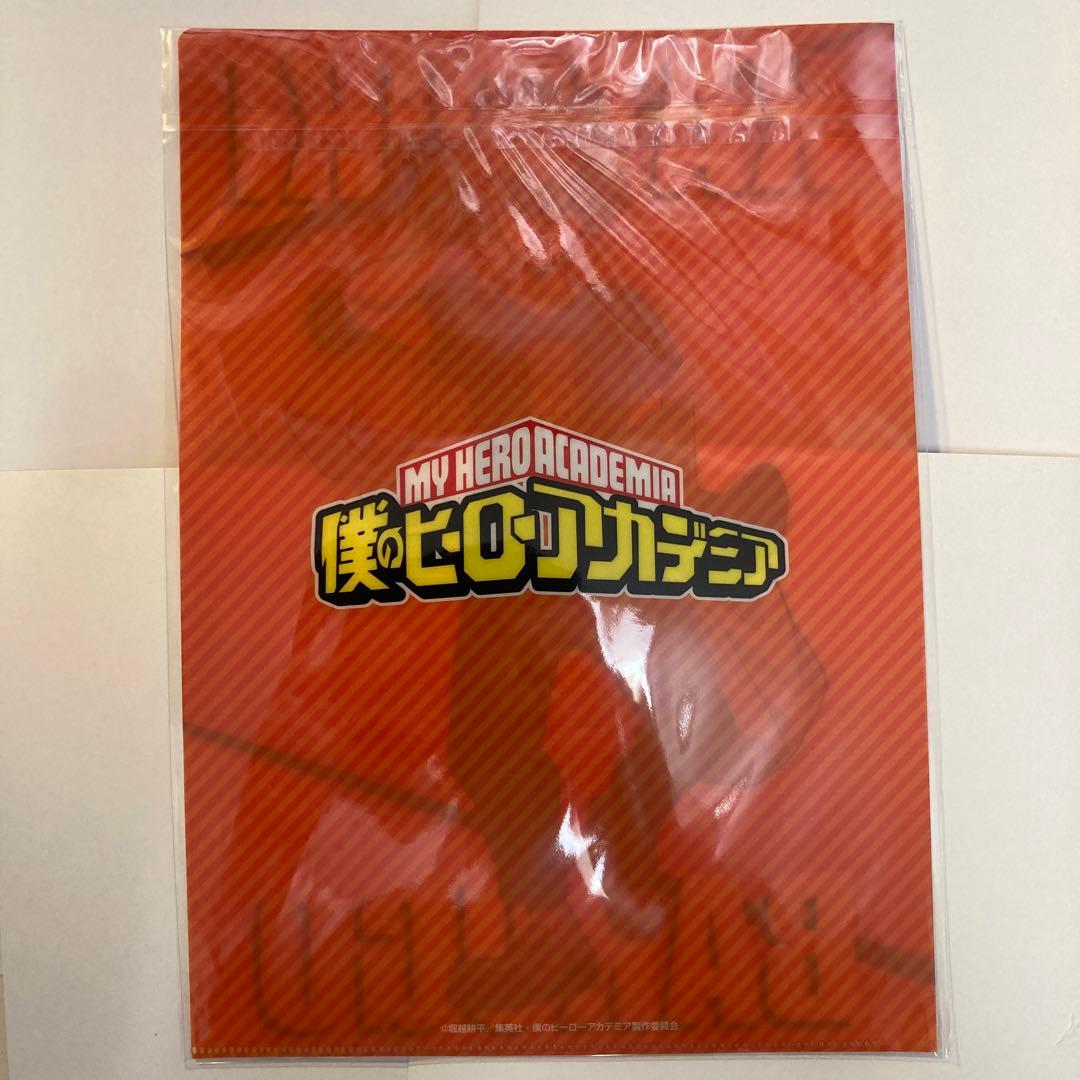 MY HERO ACADEMIA
僕のヒーローアカデミア
©堀越耕平／集英社・僕のヒーローアカデミア製作委員会